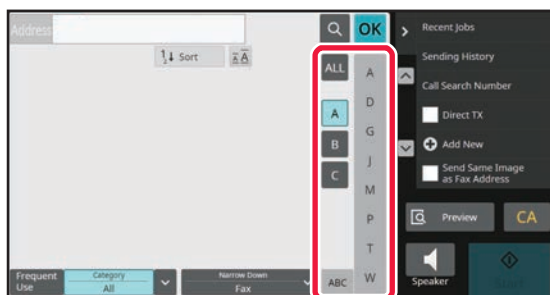 Address
OK
Sort
A A
ALL
A
B
C
ABC
A
D
G
J
M
P
T
W
Frequent
Use
Category
All
Narrow Down
Fax
Recent Jobs
Sending History
Call Search Number
Direct TX
Add New
Send Same Image
as Fax Address
Preview
CA
Speaker
Start